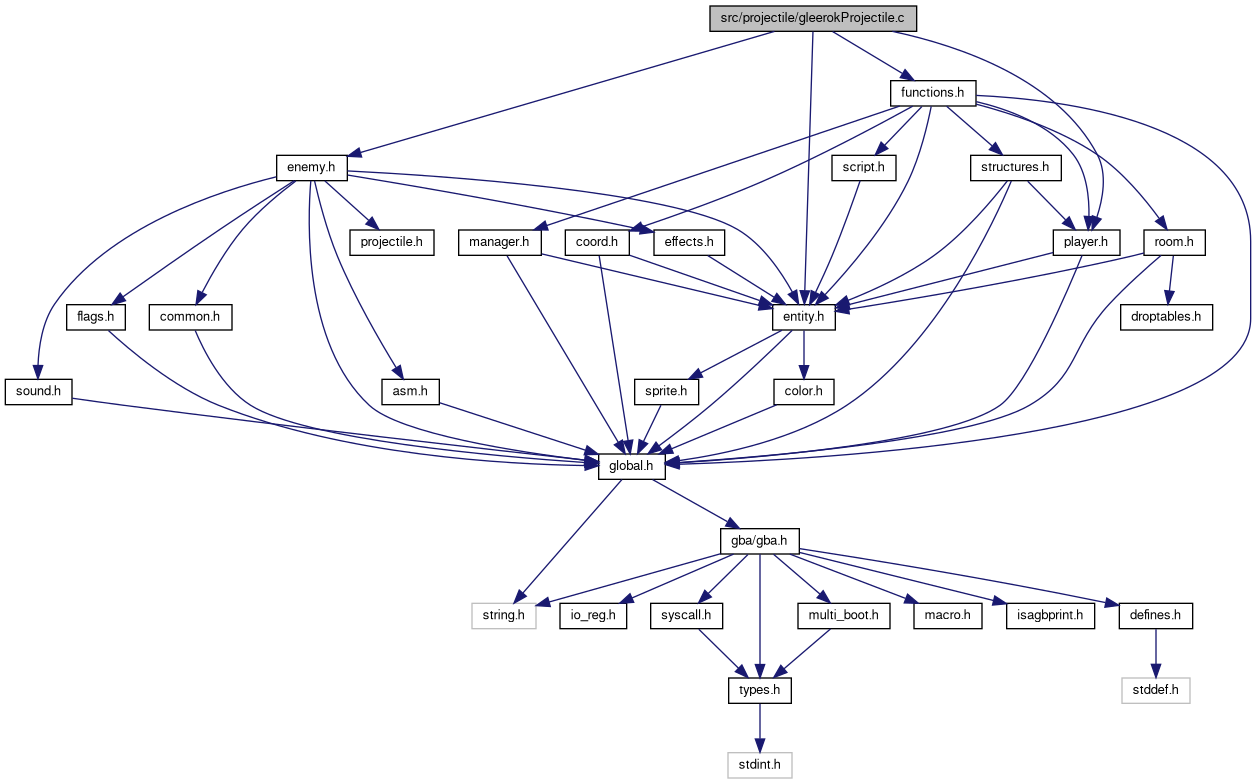 src/projectile/gleerokProjectile.c
functions.h
enemy.h
script.h
structures.h
projectile.h
manager.h
coord.h
effects.h
player.h
room.h
flags.h
common.h
entity.h
droptables.h
sound.h
asm.h
sprite.h
color.h
global.h
gba/gba.h
string.h
io_reg.h
syscall.h
multi_boot.h
macro.h
isagbprint.h
defines.h
types.h
stddef.h
stdint.h